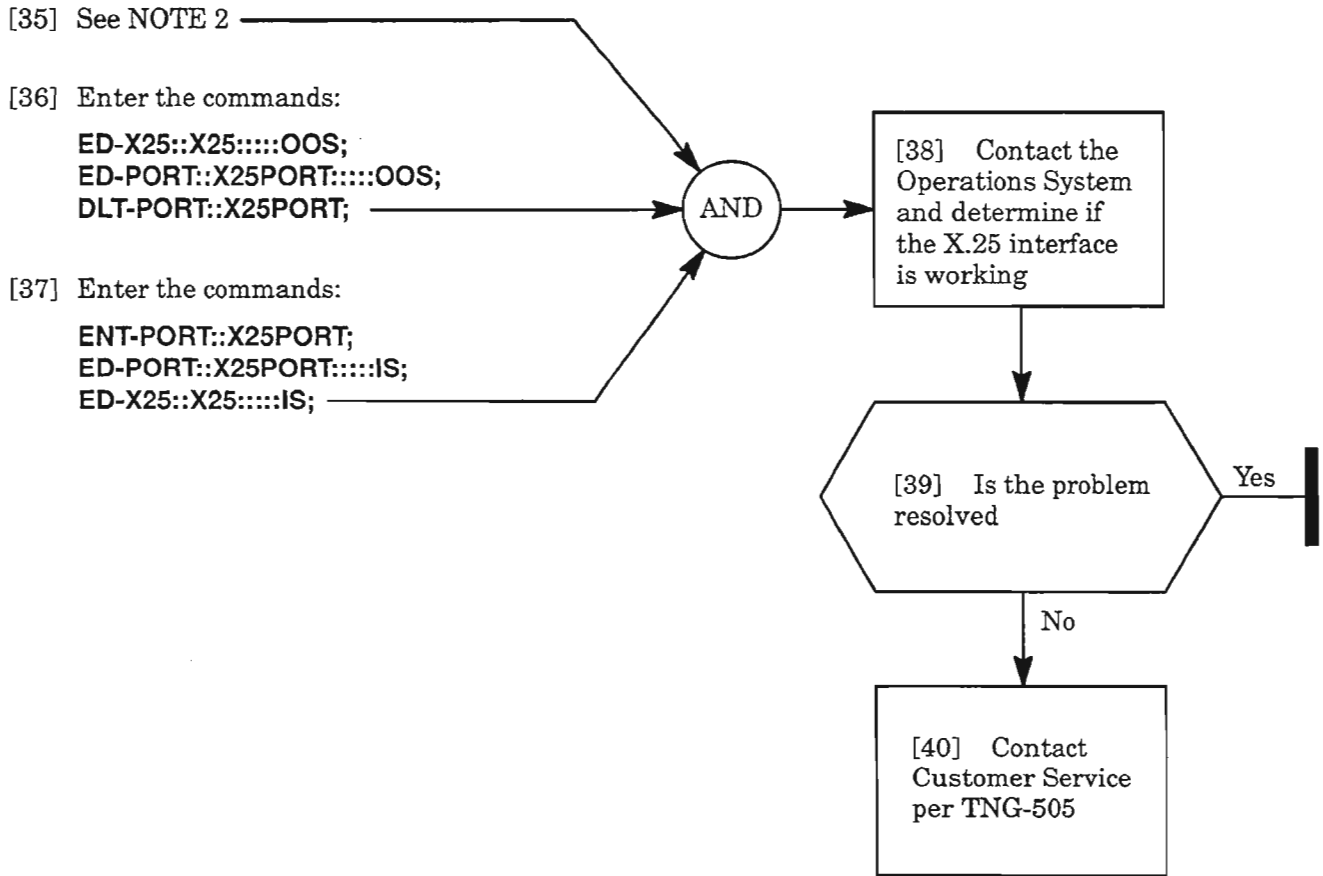 [35] See NOTE 2
[36] Enter the commands:
ED-X25::X25:::::OOS;
ED-PORT::X25PORT:::::OOS;
DLT-PORT::X25PORT;
[37] Enter the commands:
ENT-PORT::X25PORT;
ED-PORT::X25PORT:::::IS;
ED-X25::X25:::::IS;
AND
[38] Contact the
Operations System
and determine if
the X.25 interface
is working
[39] Is the problem
resolved
Yes
No
[40] Contact
Customer Service
per TNG-505